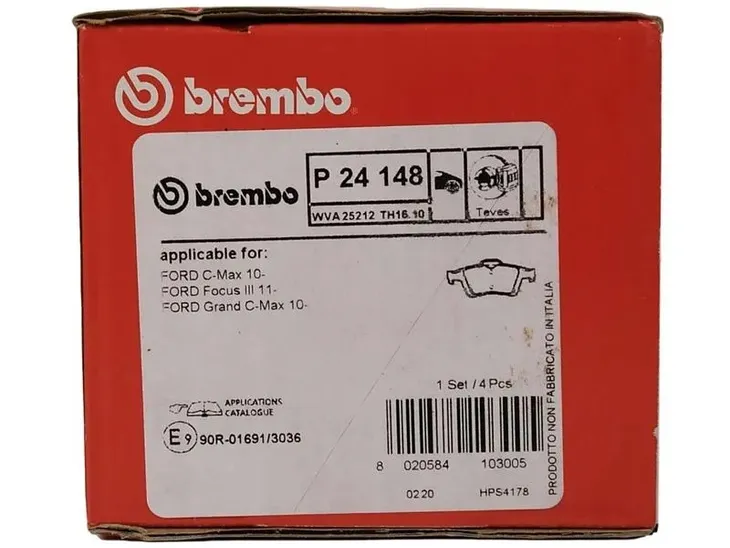 brembo®
brembo
P 24 148
WVA 25212 TH16.10
Teves
applicable for:
FORD C-Max 10-
FORD Focus III 11-
FORD Grand C-Max 10-
1 Set / 4 Pcs
APPLICATIONS
CATALOGUE
E 9 90R-01691/3036
8 020584 103005
0220 HPS4178
PRODOTTO NON FABBRICATO IN ITALIA